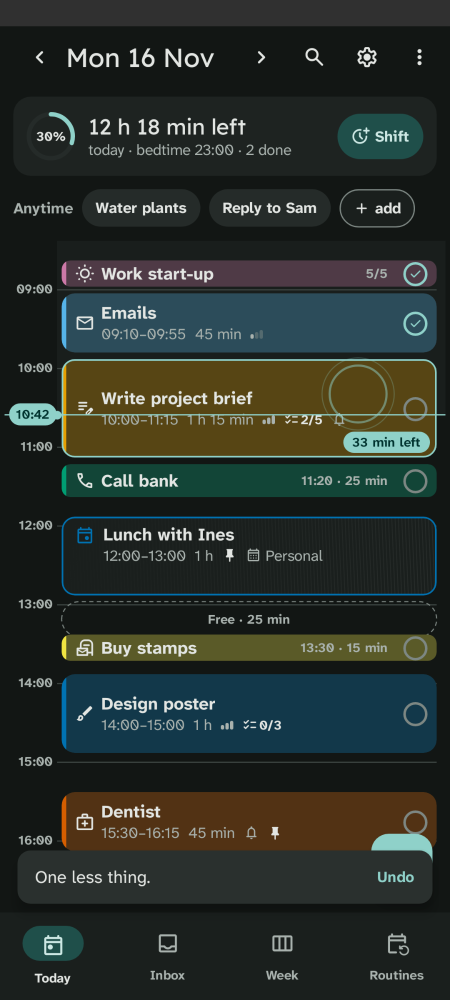 Mon 16 Nov
30%
12 h 18 min left
today · bedtime 23:00 · 2 done
Shift
Anytime
Water plants
Reply to Sam
+ add
Work start-up
5/5
09:00
Emails
09:10–09:55 45 min
10:00
Write project brief
10:00–11:15 1 h 15 min 2/5
10:42
33 min left
11:00
Call bank
11:20 · 25 min
12:00
Lunch with Ines
12:00–13:00 1 h Personal
13:00
Free · 25 min
Buy stamps
13:30 · 15 min
14:00
Design poster
14:00–15:00 1 h 0/3
15:00
Dentist
15:30–16:15 45 min
16:00
One less thing.
Undo
Today
Inbox
Week
Routines